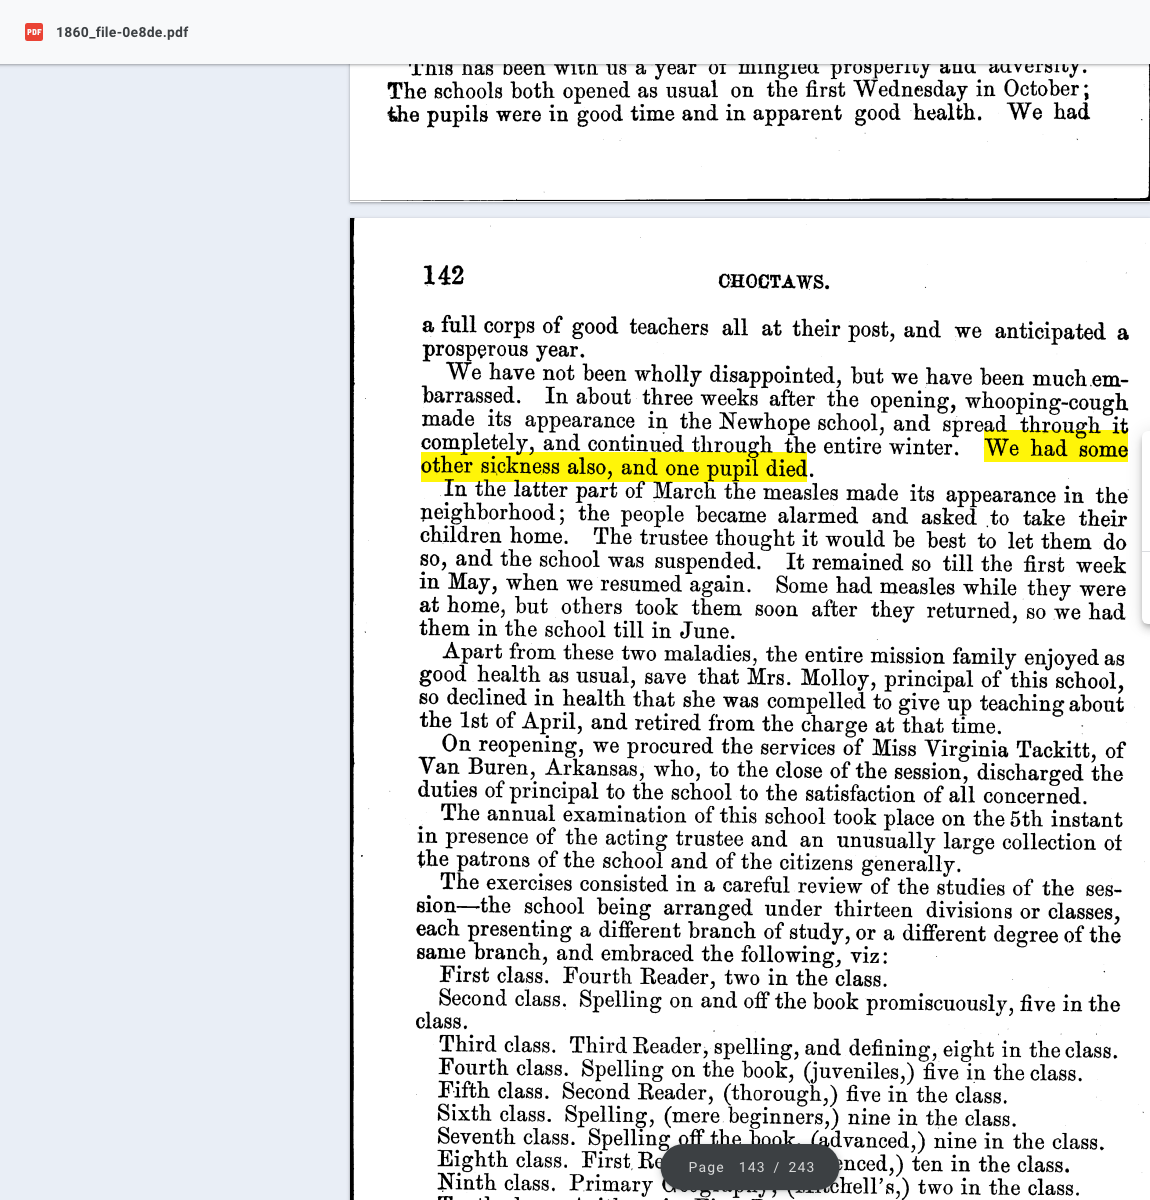 PDF 1860_file-0e8de.pdf
This has been with us a year of mingled prosperity and adversity.
The schools both opened as usual on the first Wednesday in October;
the pupils were in good time and in apparent good health. We had
142
CHOCTAWS.
a full corps of good teachers all at their post, and we anticipated a
prosperous year.
We have not been wholly disappointed, but we have been much em-
barrassed. In about three weeks after the opening, whooping-cough
made its appearance in the Newhope school, and spread through it
completely, and continued through the entire winter. We had some
other sickness also, and one pupil died.
In the latter part of March the measles made its appearance in the
neighborhood; the people became alarmed and asked to take their
children home. The trustee thought it would be best to let them do
so, and the school was suspended. It remained so till the first week
in May, when we resumed again. Some had measles while they were
at home, but others took them soon after they returned, so we had
them in the school till in June.
Apart from these two maladies, the entire mission family enjoyed as
good health as usual, save that Mrs. Molloy, principal of this school,
so declined in health that she was compelled to give up teaching about
the 1st of April, and retired from the charge at that time.
On reopening, we procured the services of Miss Virginia Tackitt, of
Van Buren, Arkansas, who, to the close of the session, discharged the
duties of principal to the school to the satisfaction of all concerned.
The annual examination of this school took place on the 5th instant
in presence of the acting trustee and an unusually large collection of
the patrons of the school and of the citizens generally.
The exercises consisted in a careful review of the studies of the ses-
sion—the school being arranged under thirteen divisions or classes,
each presenting a different branch of study, or a different degree of the
same branch, and embraced the following, viz:
First class. Fourth Reader, two in the class.
Second class. Spelling on and off the book promiscuously, five in the
class.
Third class. Third Reader, spelling, and defining, eight in the class.
Fourth class. Spelling on the book, (juveniles,) five in the class.
Fifth class. Second Reader, (thorough,) five in the class.
Sixth class. Spelling, (mere beginners,) nine in the class.
Seventh class. Spelling off the book, (advanced,) nine in the class.
Eighth class. First ten in the class.
Ninth class. Primary two in the class.
Page 143 / 243